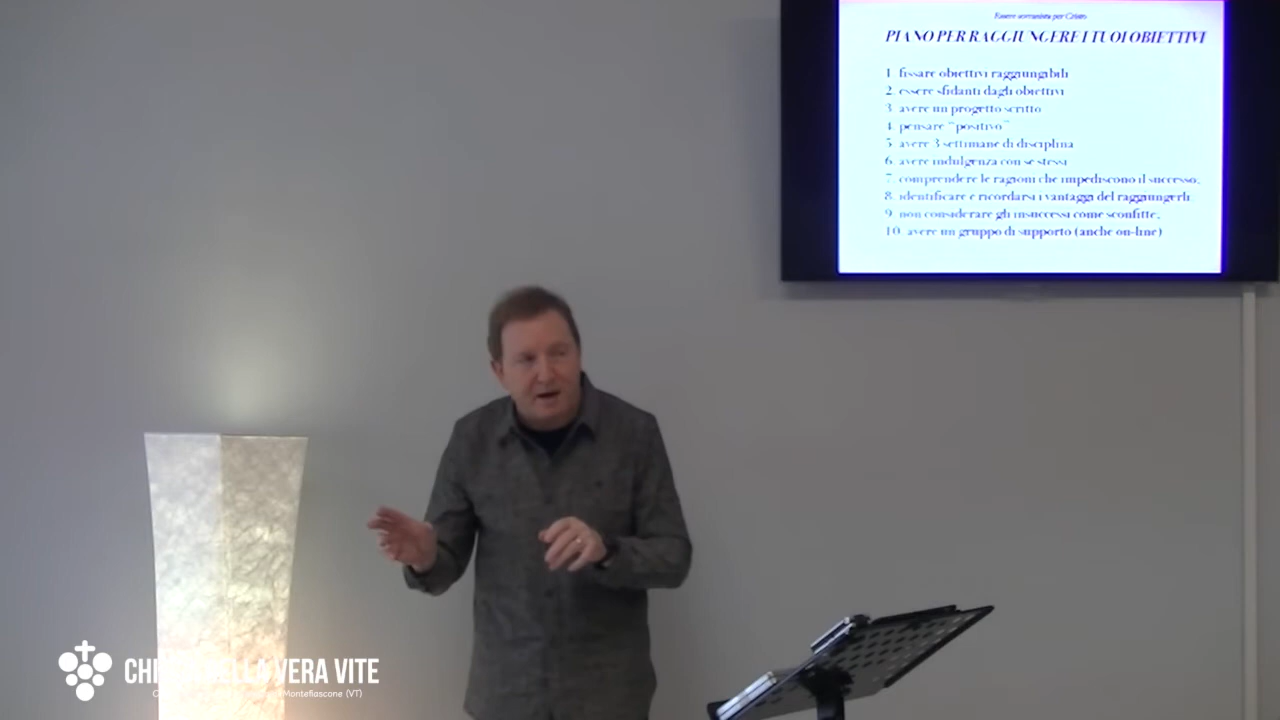 Essere sovrumista per Cristo
PIANO PER RAGGIUNGERE I TUOI OBIETTIVI
1. fissare obiettivi raggiungibili
2. essere sfidanti dagli obiettivi
3. avere un progetto scritto
4. pensare "positivo"
5. avere 3 settimane di disciplina
6. avere indulgenza con se stessi
7. comprendere le ragioni che impediscono il successo;
8. identificare e ricordarsi i vantaggi del raggiungerli;
9. non considerare gli insuccessi come sconfitte;
10. avere un gruppo di supporto (anche on-line)
CHIESA DELLA VERA VITE
Montefiascone (VT)